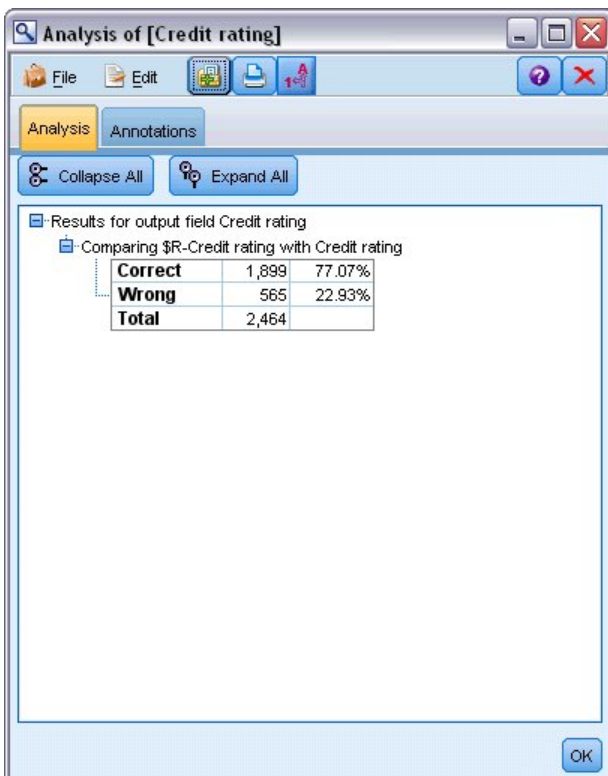 Analysis of [Credit rating]
File Edit
Analysis Annotations
Collapse All Expand All
Results for output field Credit rating
Comparing $R-Credit rating with Credit rating
Correct 1,899 77.07%
Wrong 565 22.93%
Total 2,464
OK